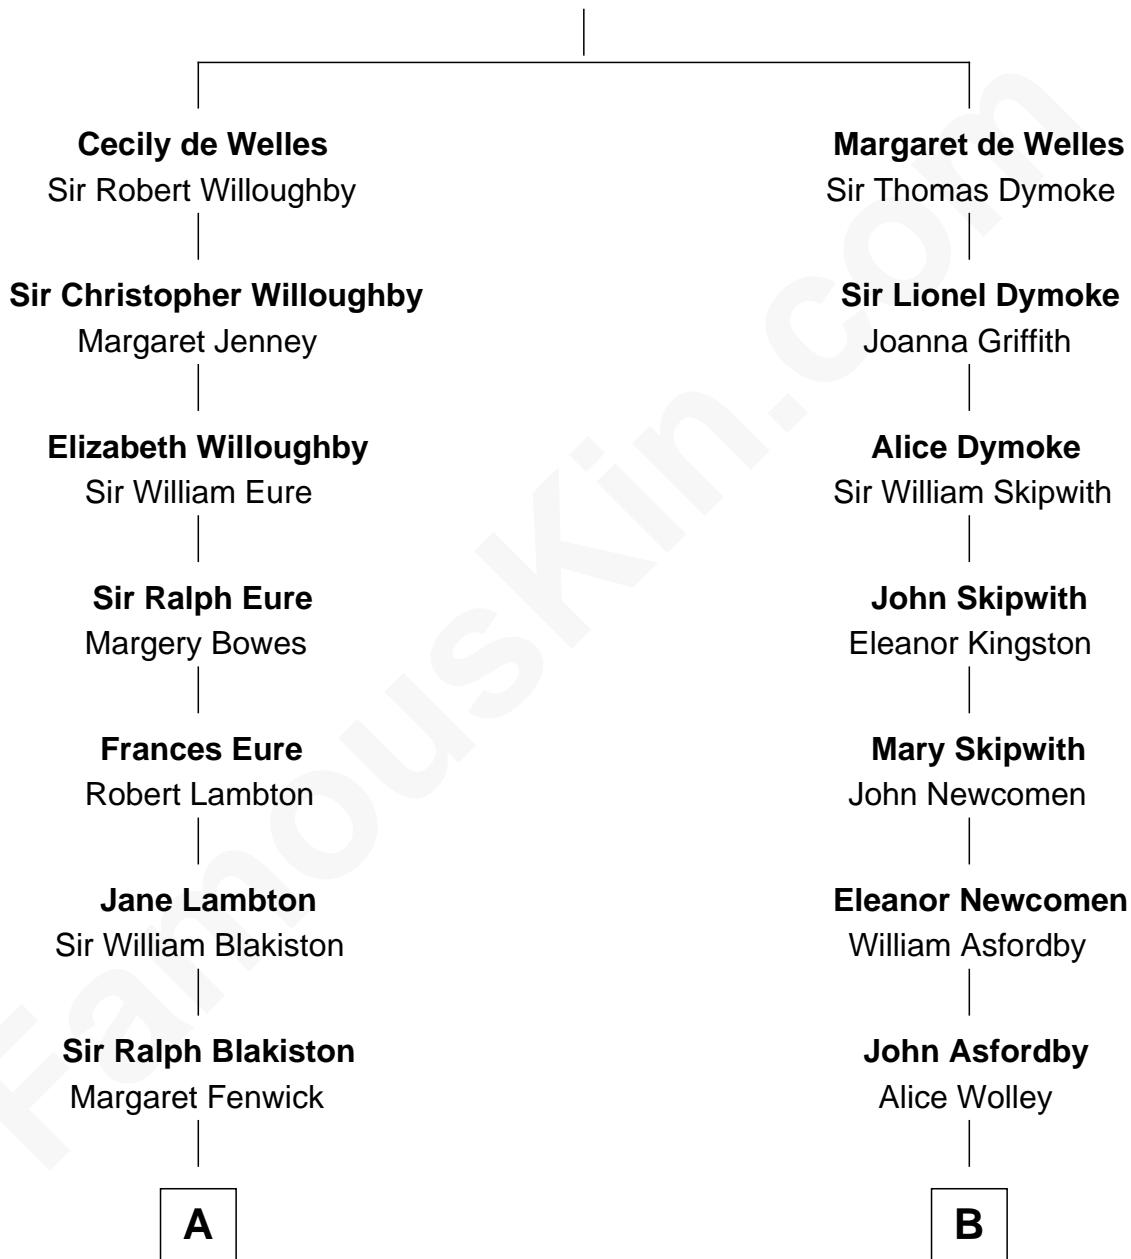 Cecily de Welles
Sir Robert Willoughby
Sir Christopher Willoughby
Margaret Jenney
Elizabeth Willoughby
Sir William Eure
Sir Ralph Eure
Margery Bowes
Frances Eure
Robert Lambton
Jane Lambton
Sir William Blakiston
Sir Ralph Blakiston
Margaret Fenwick
A
Margaret de Welles
Sir Thomas Dymoke
Sir Lionel Dymoke
Joanna Griffith
Alice Dymoke
Sir William Skipwith
John Skipwith
Eleanor Kingston
Mary Skipwith
John Newcomen
Eleanor Newcomen
William Asfordby
John Asfordby
Alice Wolley
B
FamousKin.com